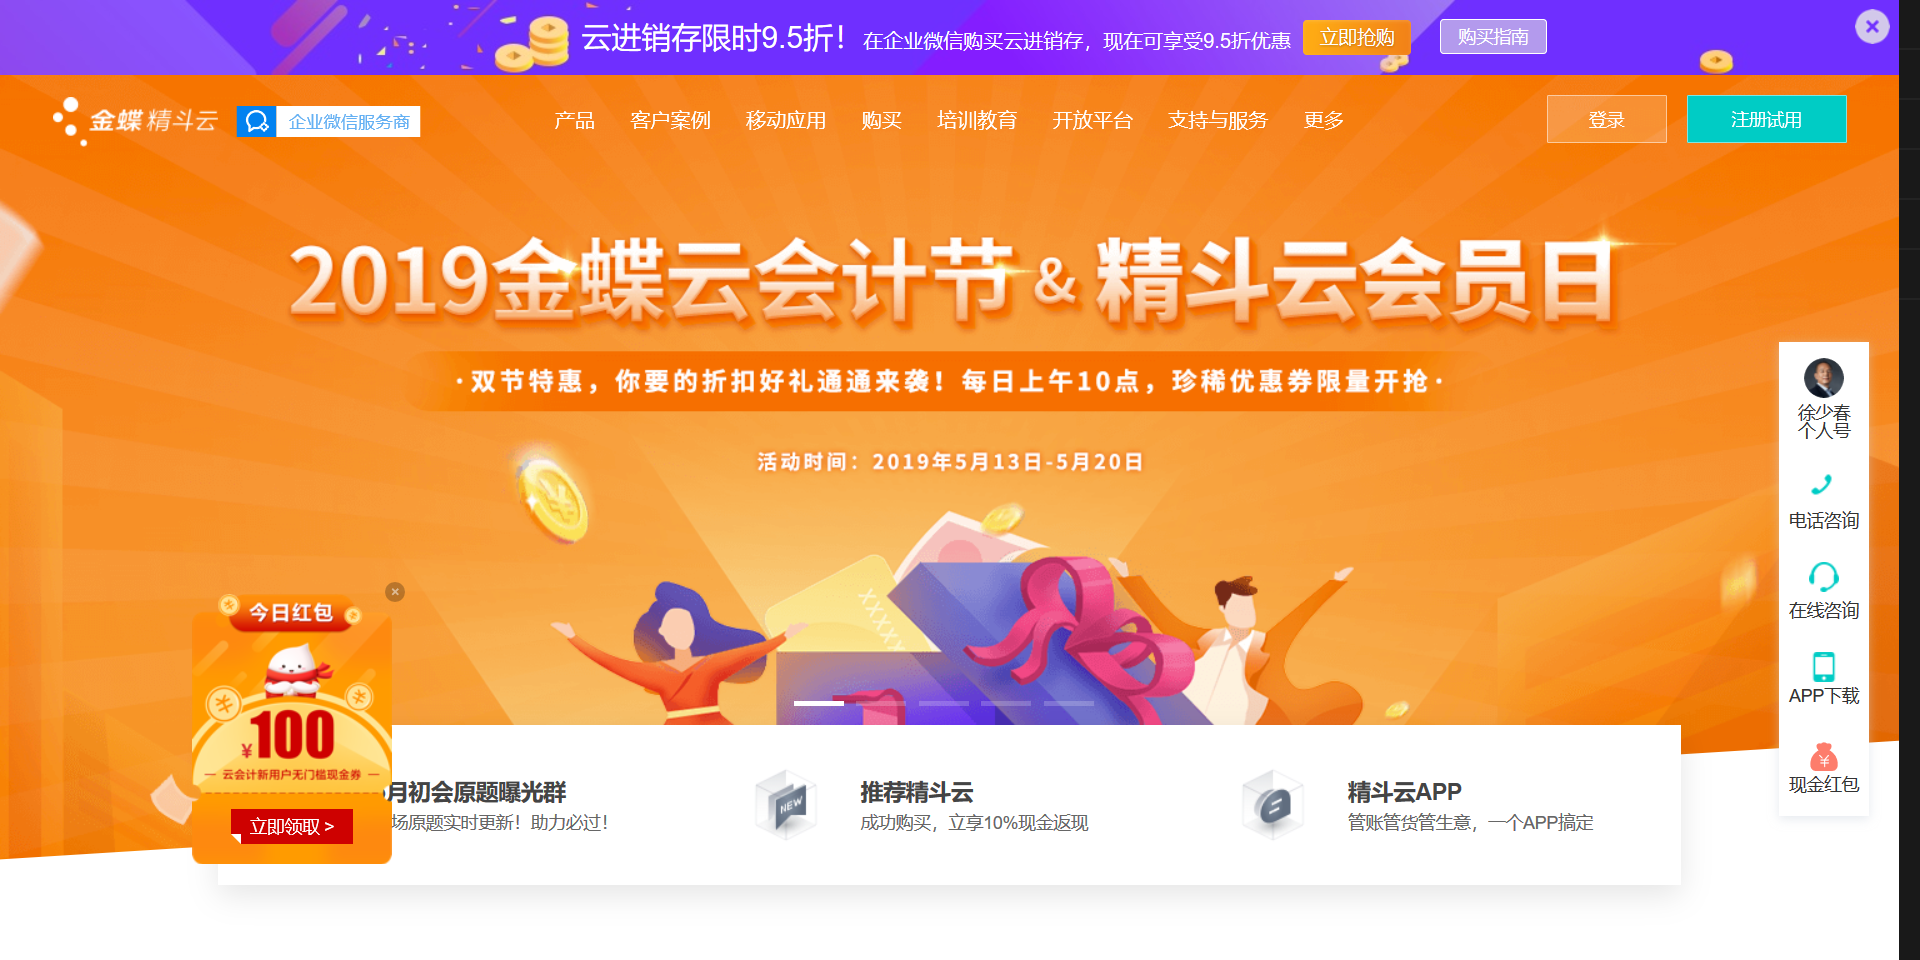 云进销存限时9.5折！ 在企业微信购买云进销存，现在可享受9.5折优惠 立即抢购 购买指南
金蝶 精斗云 企业微信服务商 产品 客户案例 移动应用 购买 培训教育 开放平台 支持与服务 更多 登录 注册试用
2019金蝶云会计节 & 精斗云会员日
·双节特惠，你要的折扣好礼通通来袭！每日上午10点，珍稀优惠券限量开抢·
活动时间：2019年5月13日-5月20日
徐少春
个人号
电话咨询
在线咨询
APP下载
现金红包
今日红包
¥100
云会计新用户无门槛现金券
立即领取 >
XXXXY
月初会原题曝光群
场原题实时更新！助力必过！
NEW
推荐精斗云
成功购买，立享10%现金返现
精斗云APP
管账管货管生意，一个APP搞定